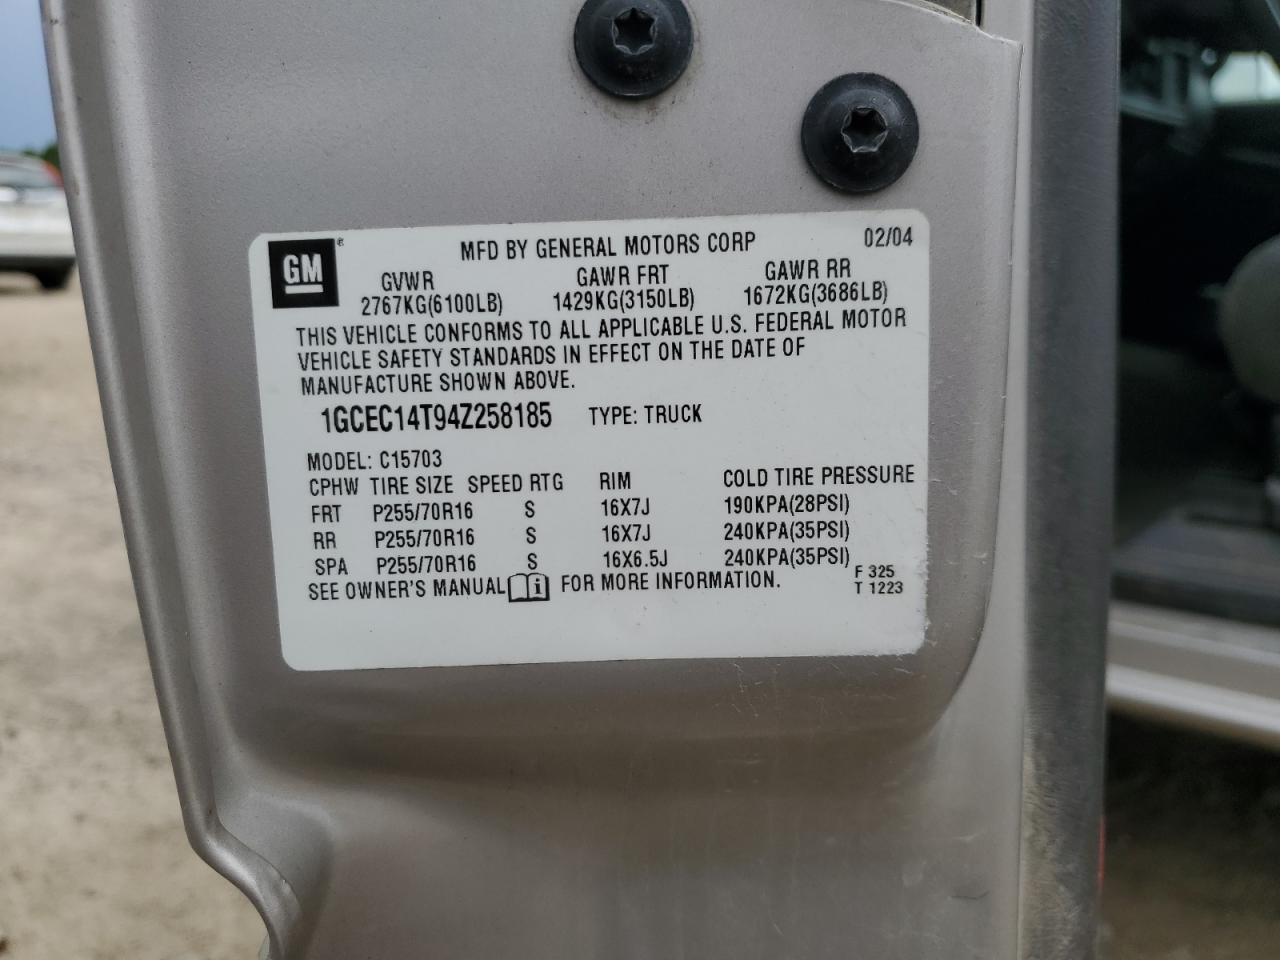 GM ®
MFD BY GENERAL MOTORS CORP 02/04
GVWR GAWR FRT GAWR RR
2767KG(6100LB) 1429KG(3150LB) 1672KG(3686LB)
THIS VEHICLE CONFORMS TO ALL APPLICABLE U.S. FEDERAL MOTOR
VEHICLE SAFETY STANDARDS IN EFFECT ON THE DATE OF
MANUFACTURE SHOWN ABOVE.
1GCEC14T94Z258185 TYPE: TRUCK
MODEL: C15703
CPHW TIRE SIZE SPEED RTG RIM COLD TIRE PRESSURE
FRT P255/70R16 S 16X7J 190KPA(28PSI)
RR P255/70R16 S 16X7J 240KPA(35PSI)
SPA P255/70R16 S 16X6.5J 240KPA(35PSI)
SEE OWNER'S MANUAL i FOR MORE INFORMATION.
F 325
T 1223